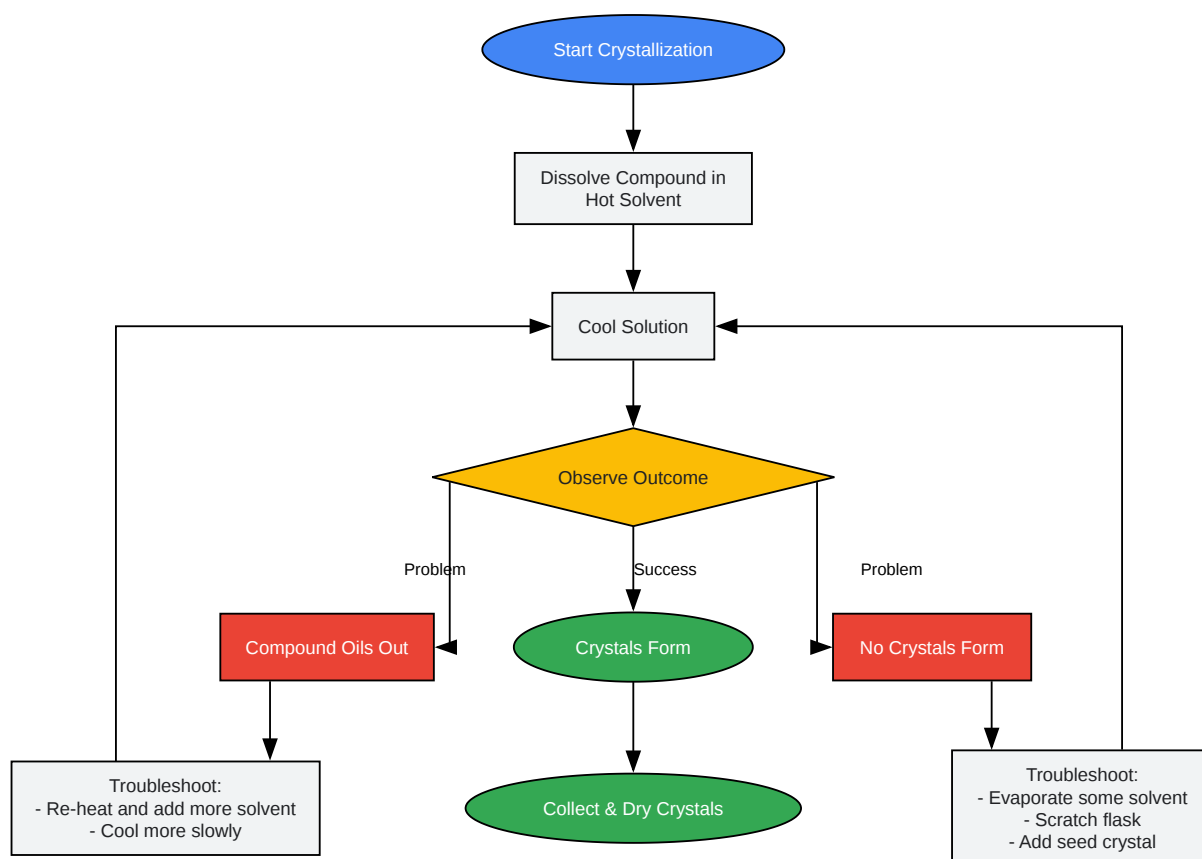 Start Crystallization
Dissolve Compound in
Hot Solvent
Cool Solution
Observe Outcome
Problem
Success
Problem
Compound Oils Out
Crystals Form
No Crystals Form
Troubleshoot:
- Re-heat and add more solvent
- Cool more slowly
Collect & Dry Crystals
Troubleshoot:
- Evaporate some solvent
- Scratch flask
- Add seed crystal